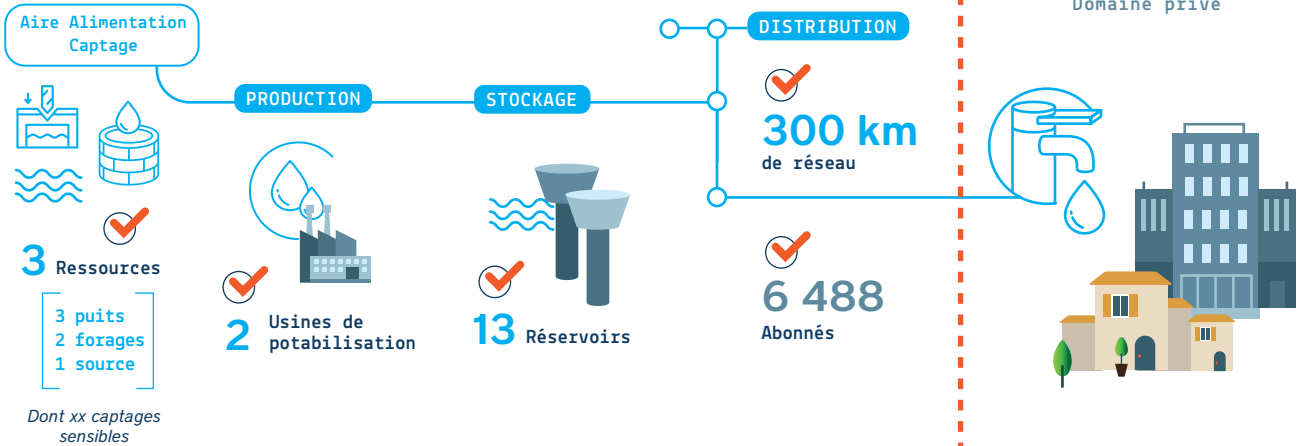 Aire Alimentation
Captage
PRODUCTION
STOCKAGE
DISTRIBUTION
Domaine privé
3 Ressources
3 puits
2 forages
1 source
Dont xx captages
sensibles
2 Usines de
potabilisation
13 Réservoirs
300 km
de réseau
6 488
Abonnés